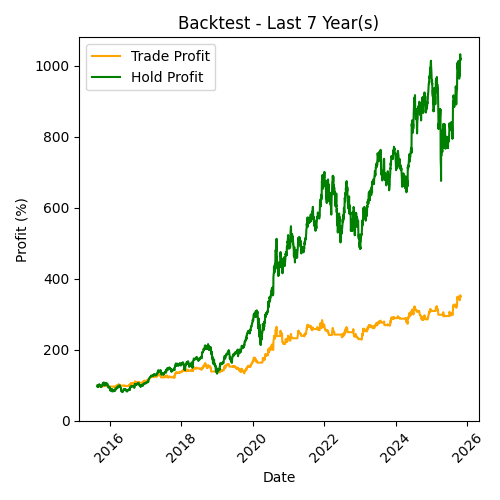 Backtest - Last 7 Year(s)
Trade Profit
Hold Profit
Profit (%)
1000
800
600
400
200
0
2016
2018
2020
2022
2024
2026
Date